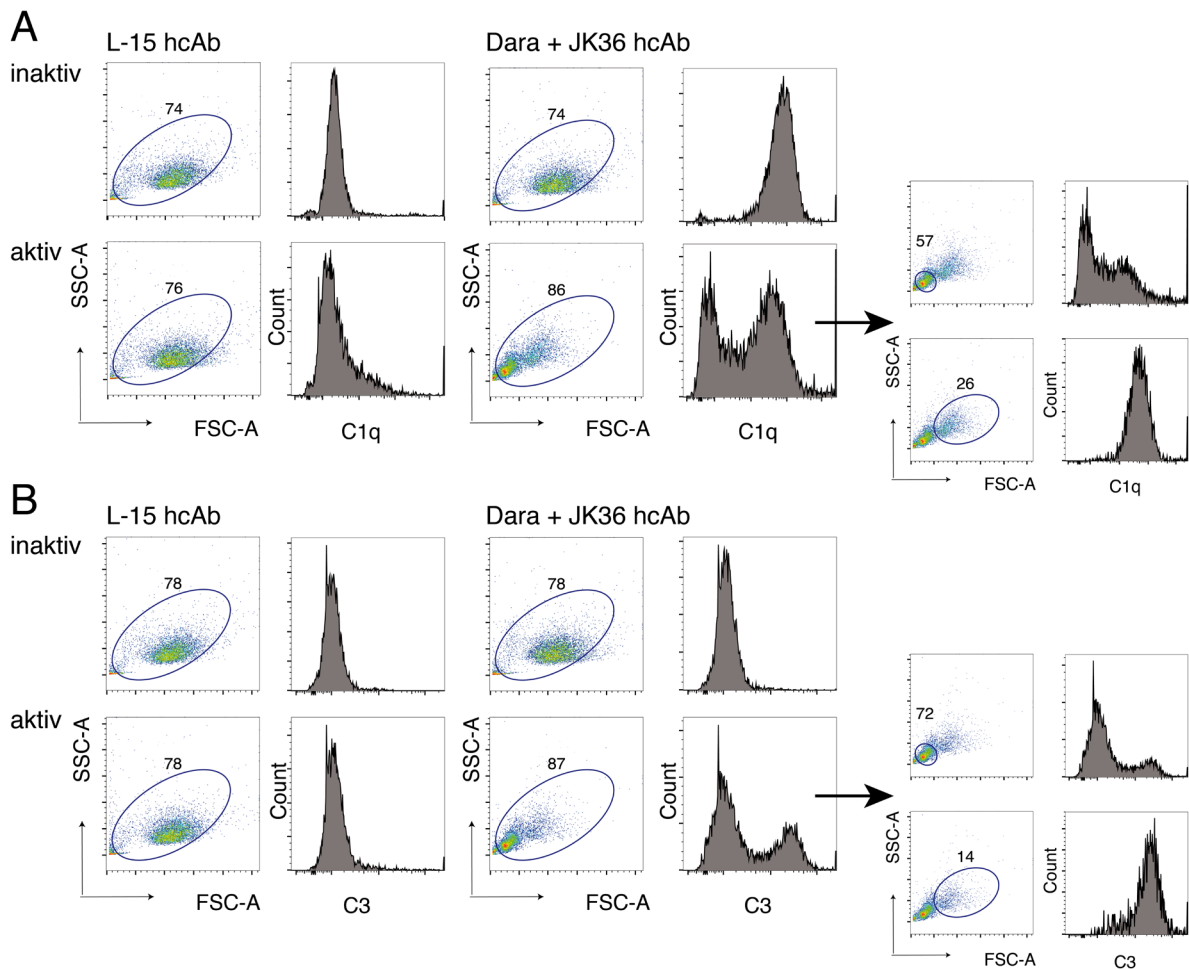 A
L-15 hcAb
Dara + JK36 hcAb
inaktiv
74
74
aktiv
SSC-A
76
Count
SSC-A
86
Count
FSC-A
C1q
FSC-A
C1q
57
SSC-A
26
Count
FSC-A
C1q
B
L-15 hcAb
Dara + JK36 hcAb
inaktiv
78
78
aktiv
SSC-A
78
Count
SSC-A
87
Count
FSC-A
C3
FSC-A
C3
72
SSC-A
14
Count
FSC-A
C3